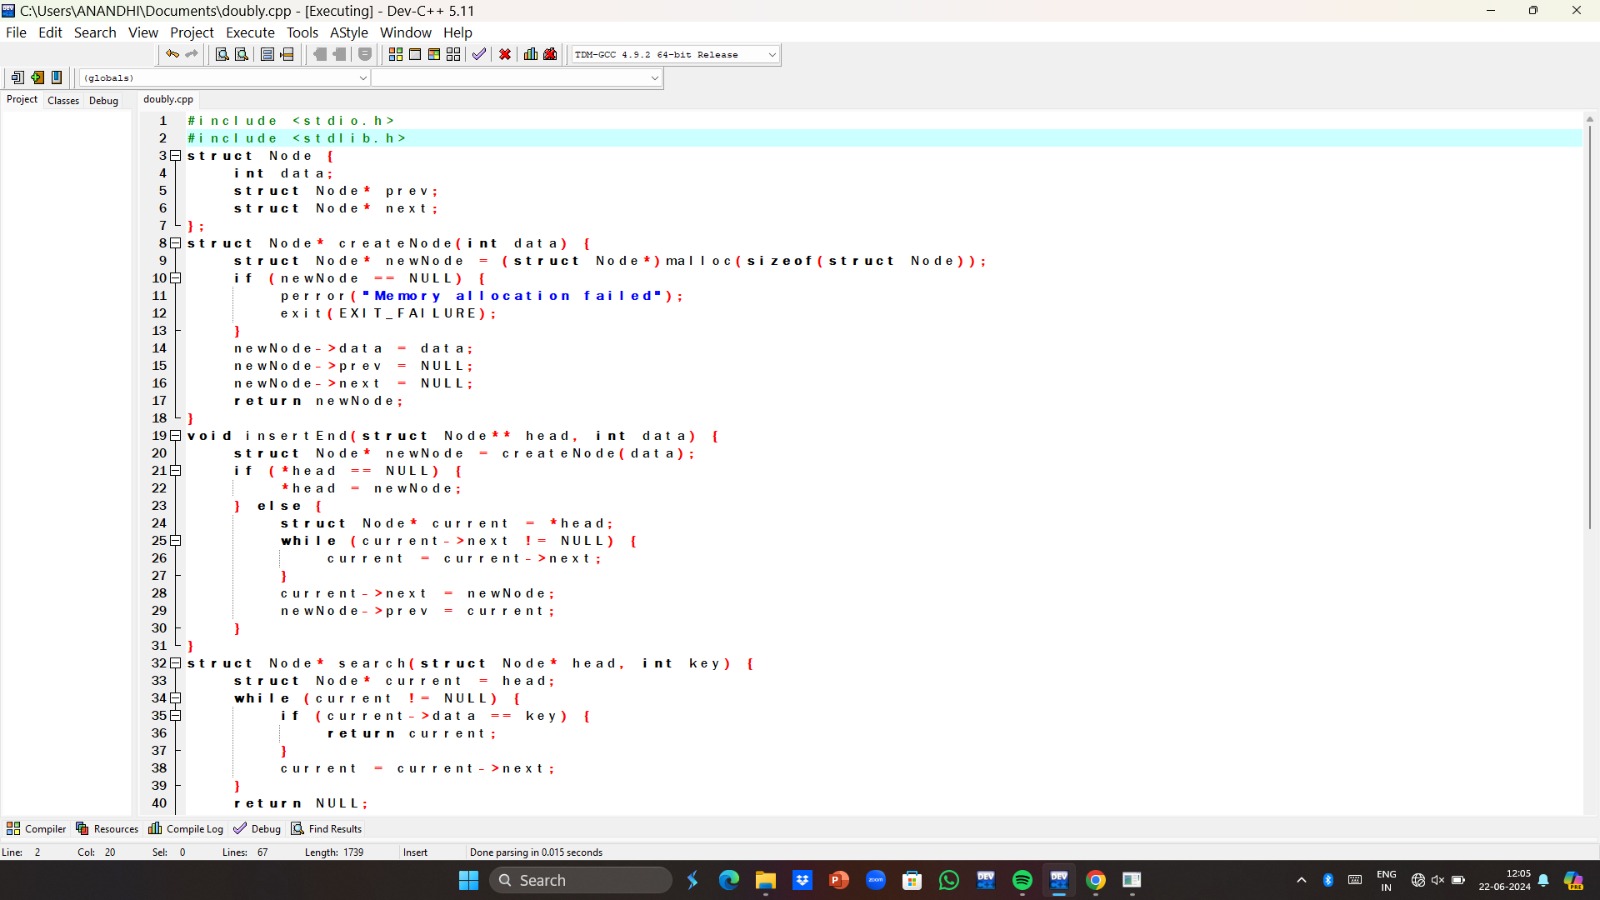 C:\Users\ANANDHI\Documents\doubly.cpp - [Executing] - Dev-C++ 5.11
File Edit Search View Project Execute Tools AStyle Window Help
TDM-GCC 4.9.2 64-bit Release
(globals)
Project Classes Debug doubly.cpp
1 #include <stdio.h>
2 #include <stdlib.h>
3 struct Node {
4 int data;
5 struct Node* prev;
6 struct Node* next;
7 };
8 struct Node* createNode(int data) {
9 struct Node* newNode = (struct Node*)malloc(sizeof(struct Node));
10 if (newNode == NULL) {
11 perror("Memory allocation failed");
12 exit(EXIT_FAILURE);
13 }
14 newNode->data = data;
15 newNode->prev = NULL;
16 newNode->next = NULL;
17 return newNode;
18 }
19 void insertEnd(struct Node** head, int data) {
20 struct Node* newNode = createNode(data);
21 if (*head == NULL) {
22 *head = newNode;
23 } else {
24 struct Node* current = *head;
25 while (current->next != NULL) {
26 current = current->next;
27 }
28 current->next = newNode;
29 newNode->prev = current;
30 }
31 }
32 struct Node* search(struct Node* head, int key) {
33 struct Node* current = head;
34 while (current != NULL) {
35 if (current->data == key) {
36 return current;
37 }
38 current = current->next;
39 }
40 return NULL;
Compiler Resources Compile Log Debug Find Results
Line: 2 Col: 20 Sel: 0 Lines: 67 Length: 1739 Insert Done parsing in 0.015 seconds
Search
zoom
DEV
DEV
ENG
IN
12:05
22-06-2024
PRE